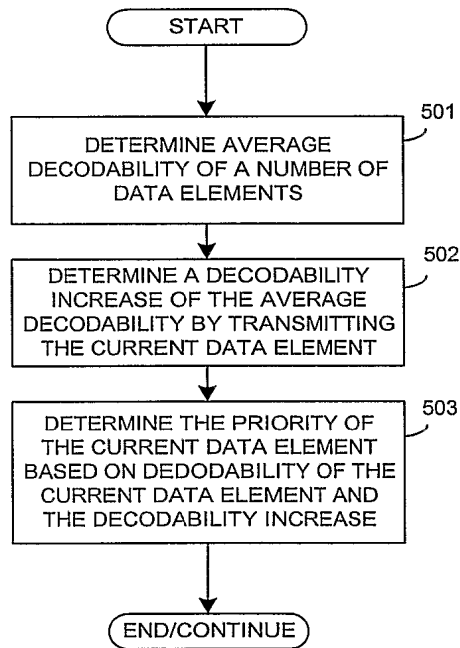 START
501
DETERMINE AVERAGE
DECODABILITY OF A NUMBER OF
DATA ELEMENTS
502
DETERMINE A DECODABILITY
INCREASE OF THE AVERAGE
DECODABILITY BY TRANSMITTING
THE CURRENT DATA ELEMENT
503
DETERMINE THE PRIORITY OF
THE CURRENT DATA ELEMENT
BASED ON DEDODABILITY OF THE
CURRENT DATA ELEMENT AND
THE DECODABILITY INCREASE
END/CONTINUE